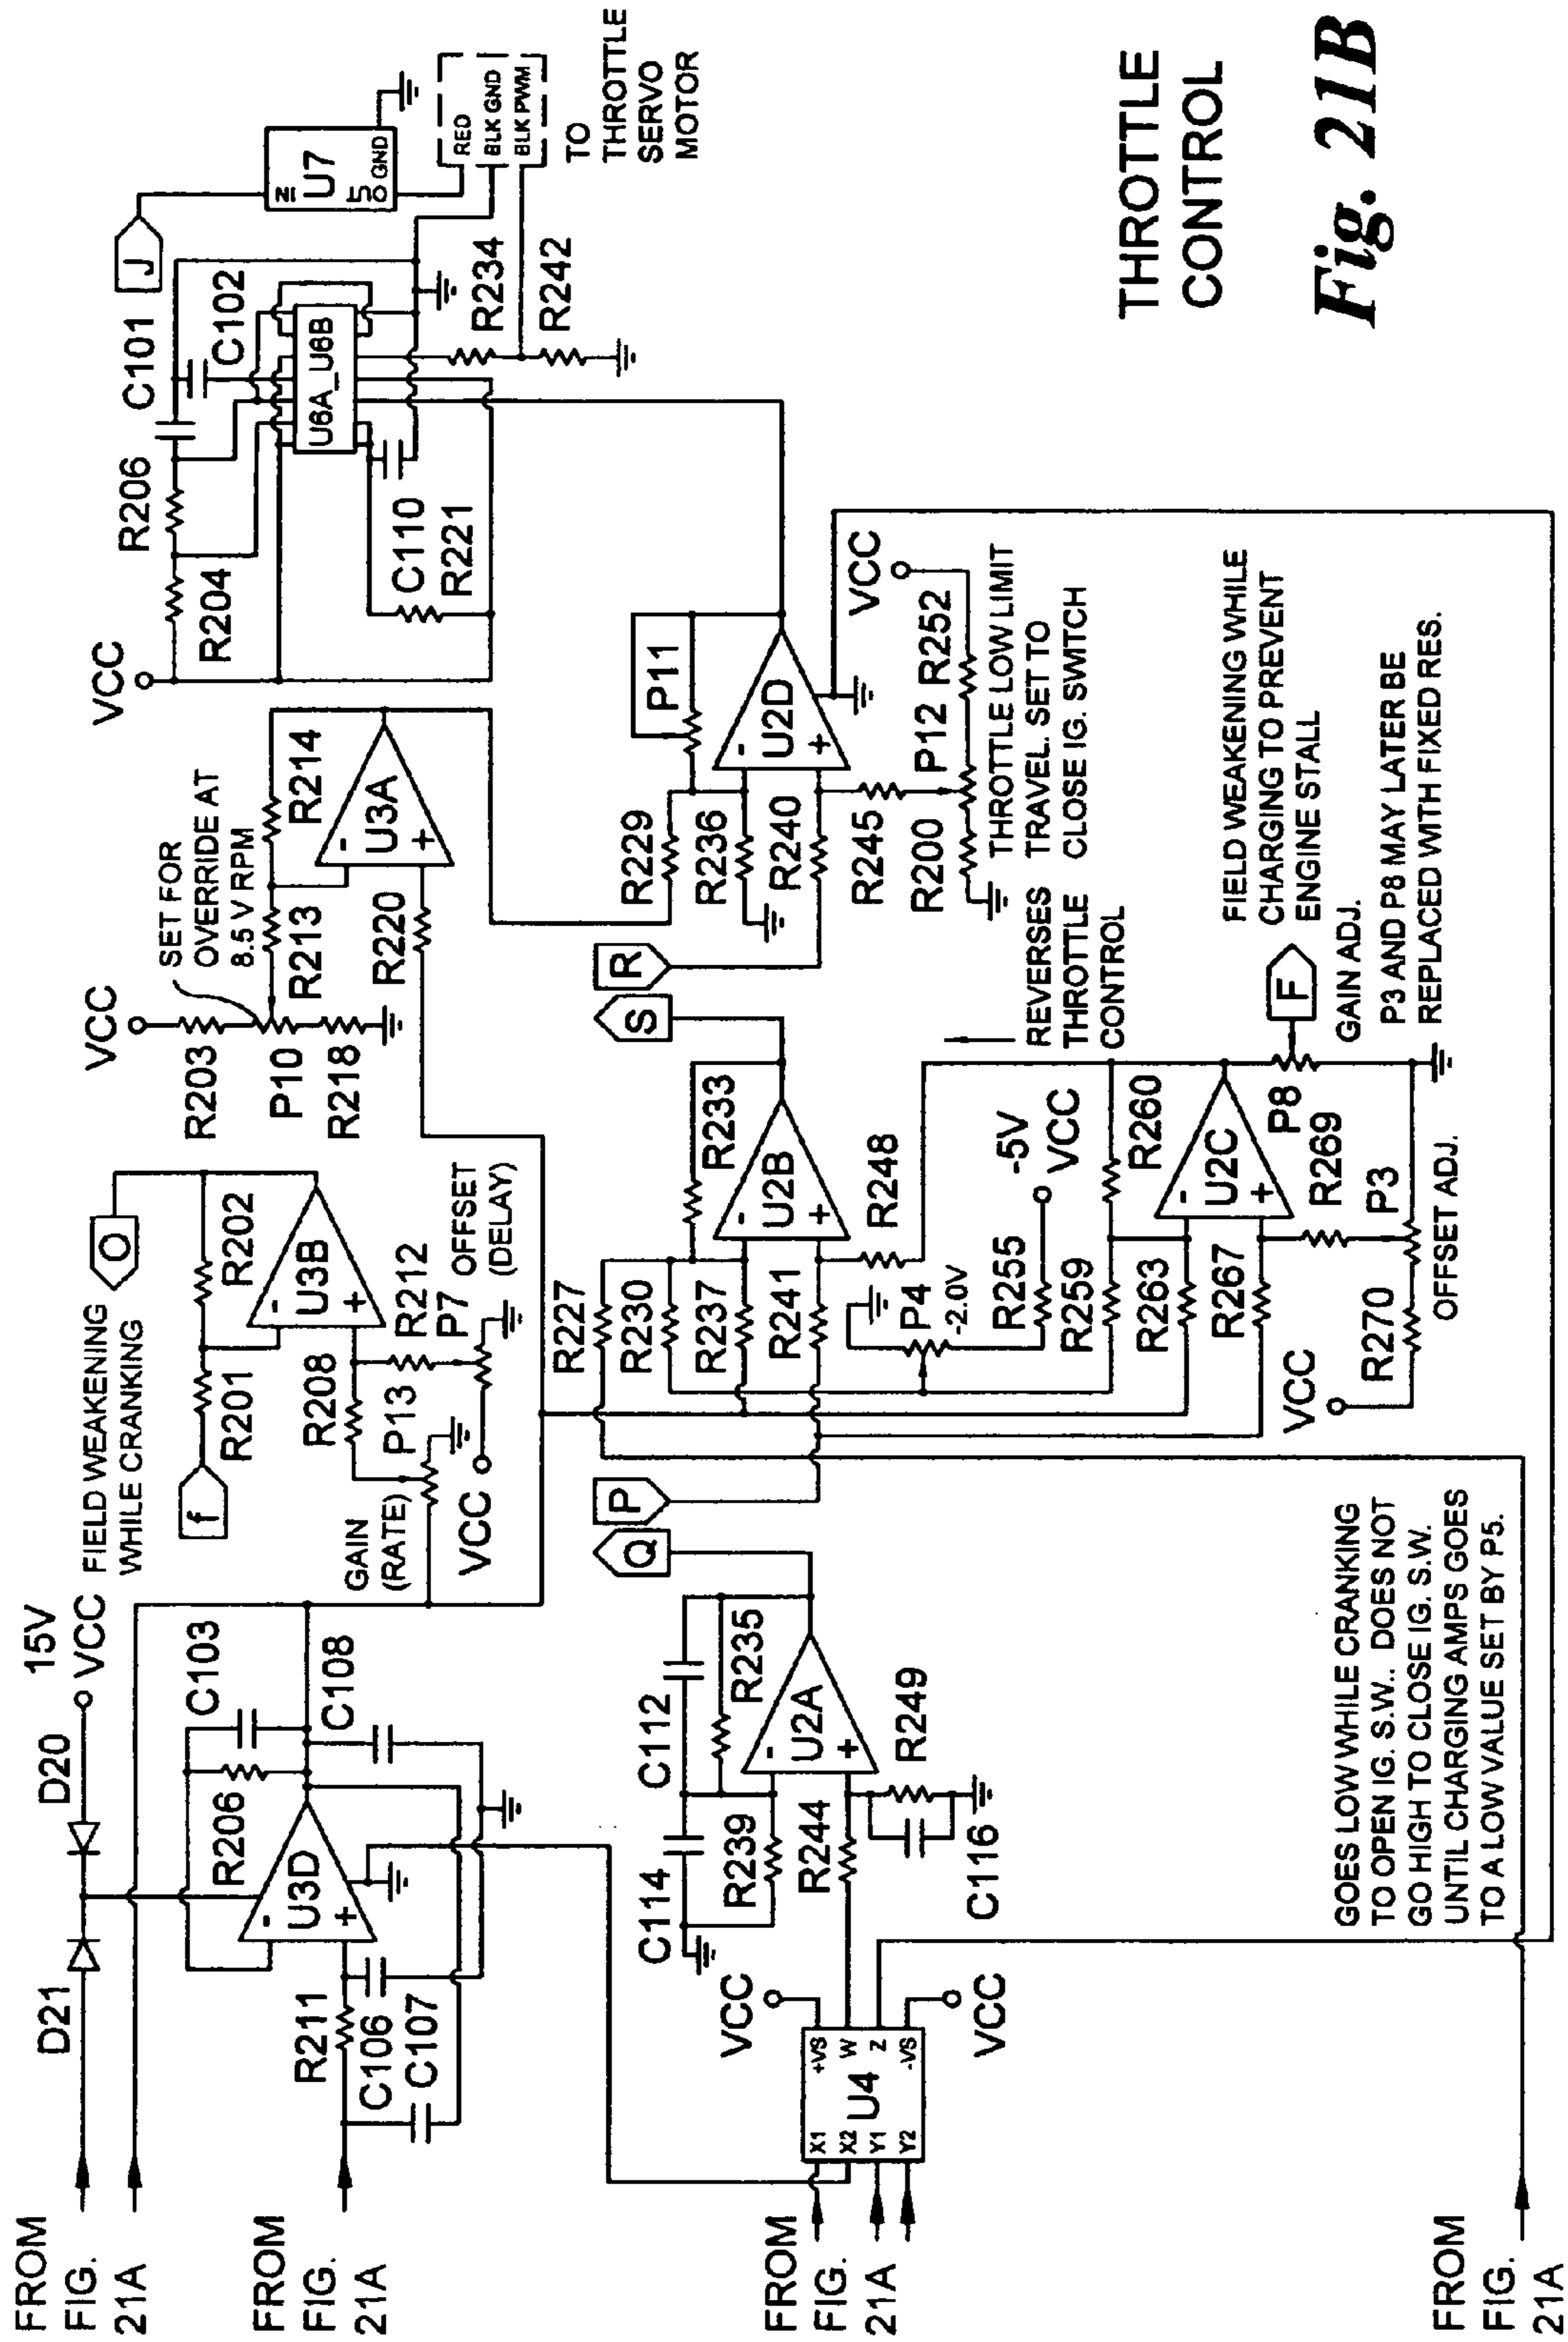 FROM
FIG.
21A
D21
D20
15V
VCC
FIELD WEAKENING
WHILE CRANKING
O
f
R201
R202
-
U3B
+
R208
R212
P13
P7
OFFSET
(DELAY)
GAIN
(RATE)
VCC
C103
R206
C108
-
U3D
+
R211
C106
C107
FROM
FIG.
21A
VCC
R203
P10
R218
SET FOR
OVERRIDE AT
8.5 V RPM
R213
R214
-
U3A
+
R220
VCC
R204
R206
C101
C102
J
U6A_U6B
C110
R221
R234
R242
IN
U7
5
O
GND
RED
BLK GND
BLK PWM
TO
THROTTLE
SERVO
MOTOR
FROM
FIG.
21A
VCC
X1
X2
Y1
Y2
U4
+VS
W
Z
-VS
VCC
C114
C112
R239
R235
-
U2A
+
R244
R249
C116
Q
P
R227
R230
R237
R241
R233
-
U2B
+
R248
S
R
P4
-2.0V
R255
-5V
VCC
R229
R236
R240
P11
-
U2D
+
R245
R200
P12
R252
VCC
THROTTLE LOW LIMIT
TRAVEL. SET TO
CLOSE IG. SWITCH
REVERSES
THROTTLE
CONTROL
R259
R263
R267
R260
-
U2C
+
R269
P8
P3
R270
VCC
OFFSET ADJ.
F
GAIN ADJ.
FIELD WEAKENING WHILE
CHARGING TO PREVENT
ENGINE STALL
P3 AND P8 MAY LATER BE
REPLACED WITH FIXED RES.
GOES LOW WHILE CRANKING
TO OPEN IG. S.W.. DOES NOT
GO HIGH TO CLOSE IG. S.W.
UNTIL CHARGING AMPS GOES
TO A LOW VALUE SET BY P5.
FROM
FIG.
21A
THROTTLE
CONTROL
Fig. 21B